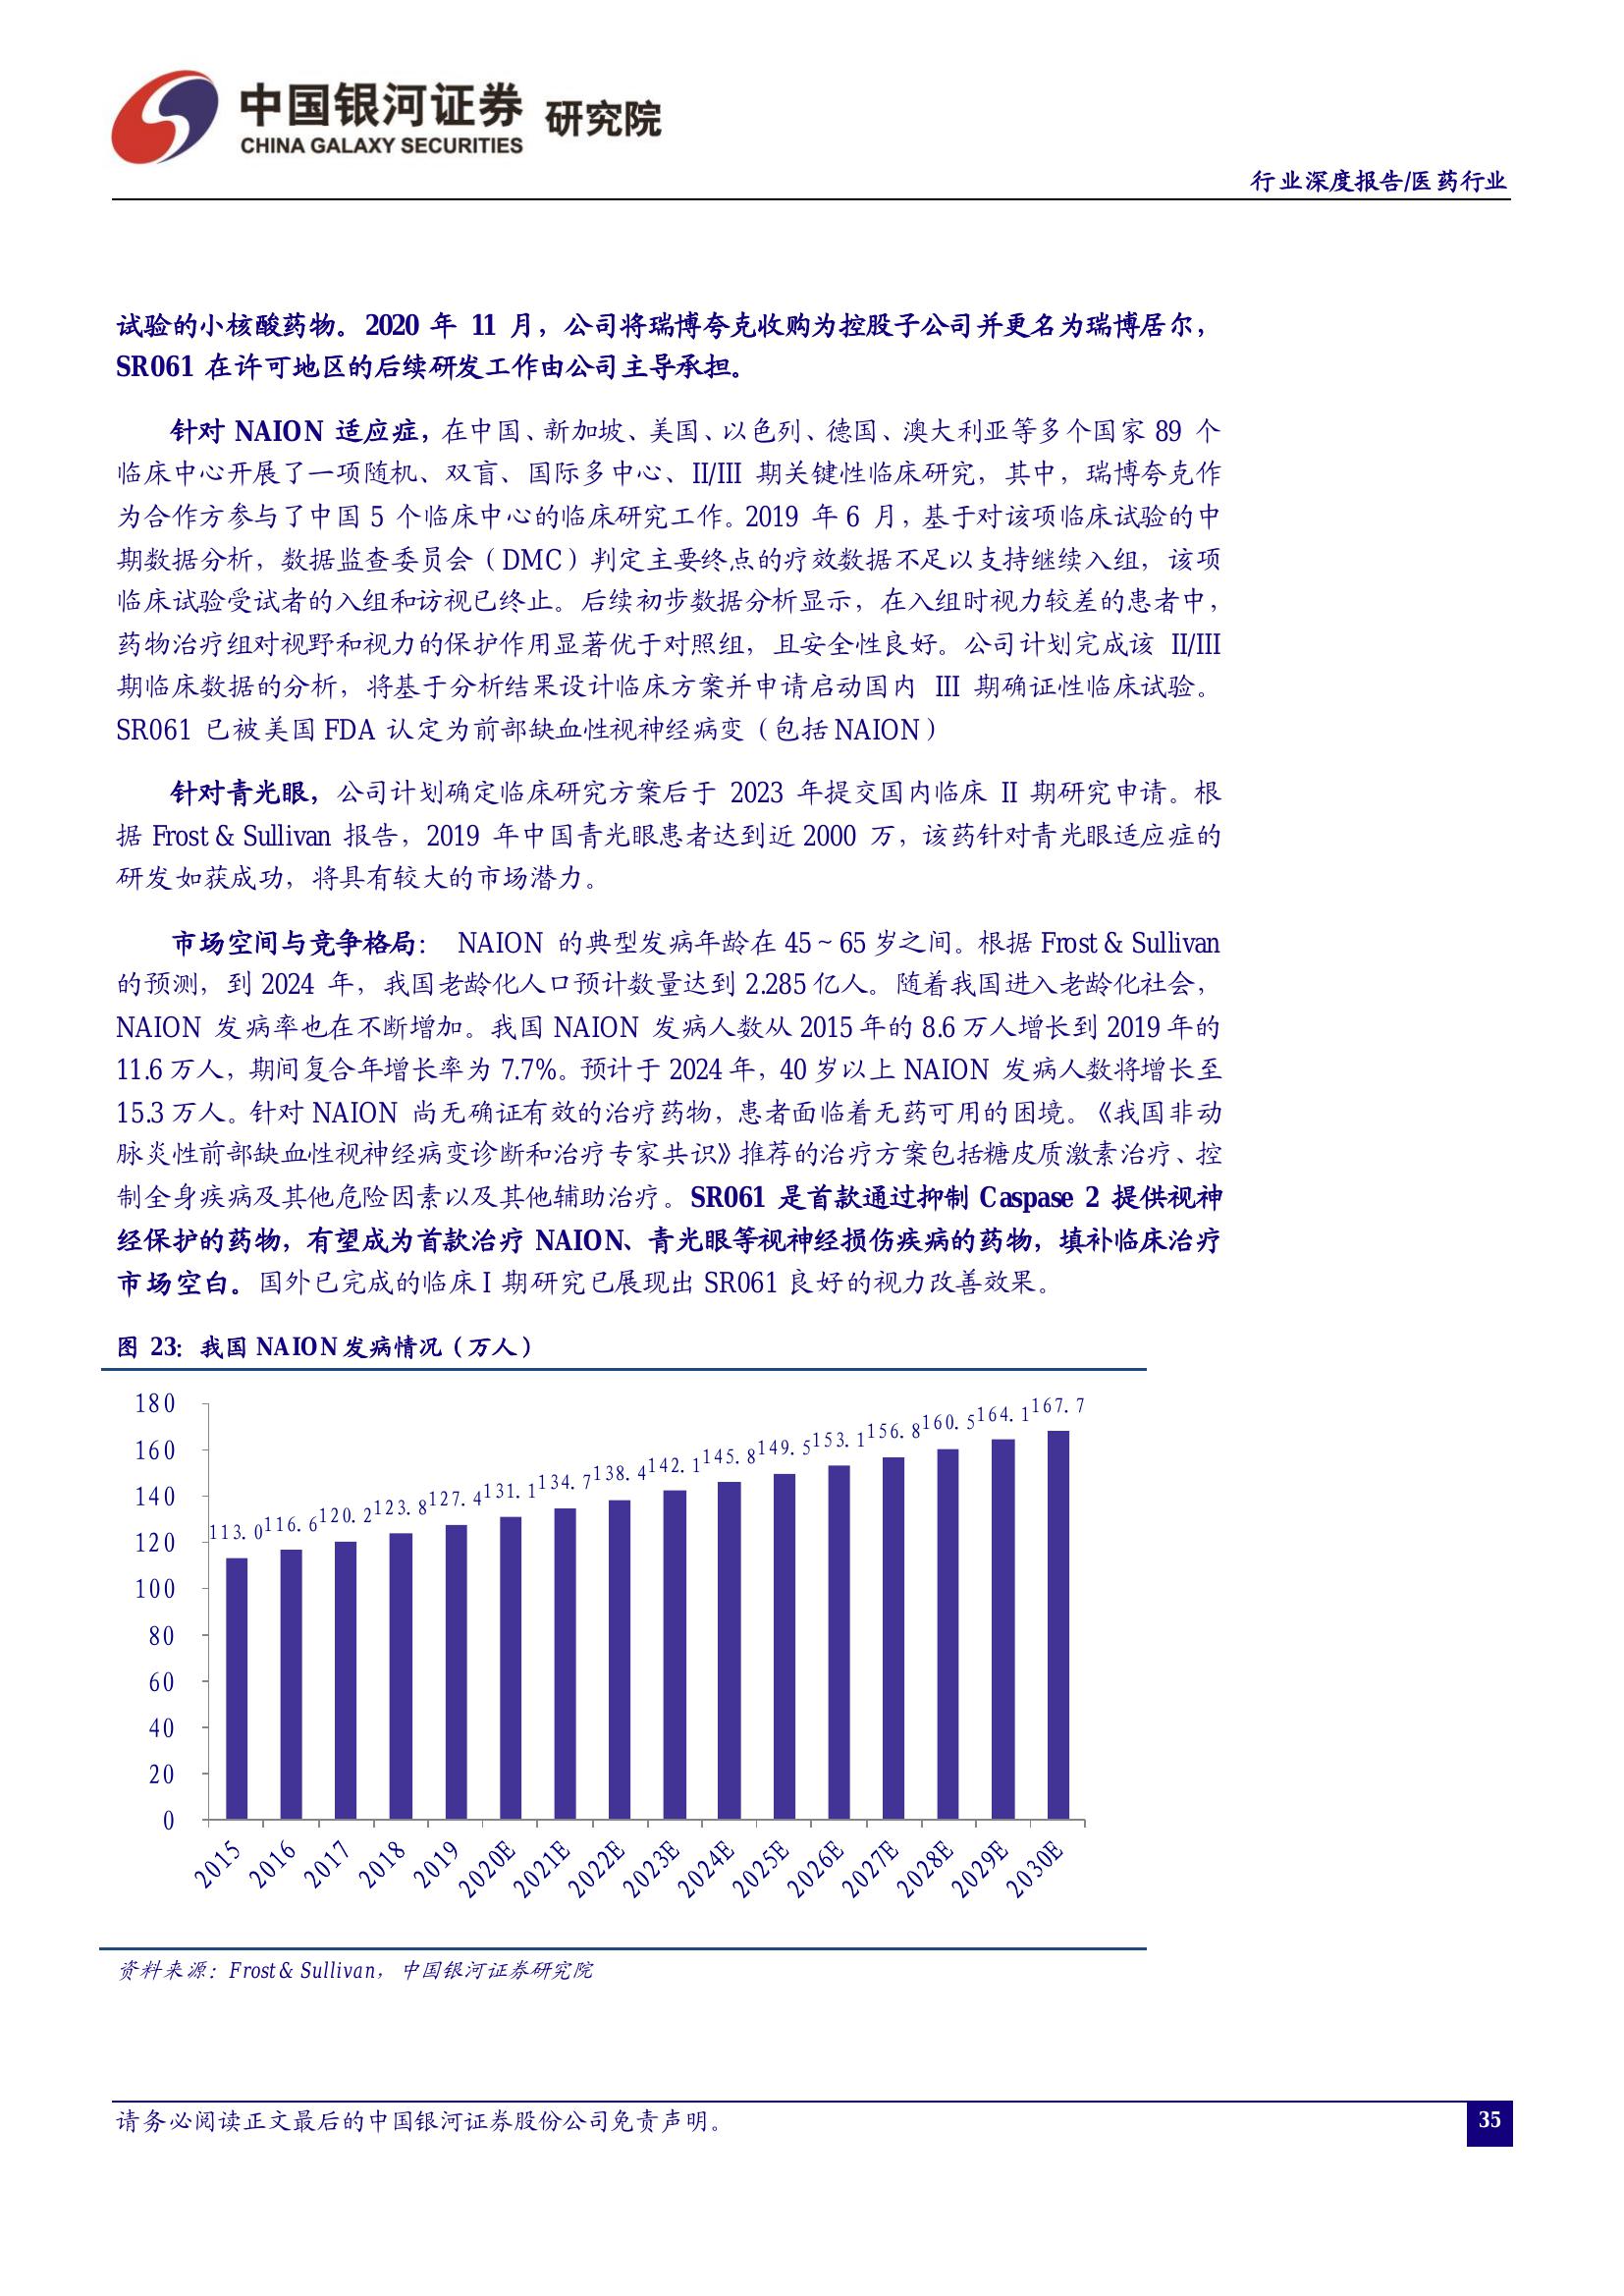 中国银河证券 研究院
CHINA GALAXY SECURITIES
行业深度报告/医药行业
试验的小核酸药物。2020 年 11 月，公司将瑞博夸克收购为控股子公司并更名为瑞博居尔，
SR061 在许可地区的后续研发工作由公司主导承担。
针对 NAION 适应症，在中国、新加坡、美国、以色列、德国、澳大利亚等多个国家 89 个
临床中心开展了一项随机、双盲、国际多中心、II/III 期关键性临床研究，其中，瑞博夸克作
为合作方参与了中国 5 个临床中心的临床研究工作。2019 年 6 月，基于对该项临床试验的中
期数据分析，数据监查委员会（DMC）判定主要终点的疗效数据不足以支持继续入组，该项
临床试验受试者的入组和访视已终止。后续初步数据分析显示，在入组时视力较差的患者中，
药物治疗组对视野和视力的保护作用显著优于对照组，且安全性良好。公司计划完成该 II/III
期临床数据的分析，将基于分析结果设计临床方案并申请启动国内 III 期确证性临床试验。
SR061 已被美国 FDA 认定为前部缺血性视神经病变（包括 NAION）
针对青光眼，公司计划确定临床研究方案后于 2023 年提交国内临床 II 期研究申请。根
据 Frost & Sullivan 报告，2019 年中国青光眼患者达到近 2000 万，该药针对青光眼适应症的
研发如获成功，将具有较大的市场潜力。
市场空间与竞争格局： NAION 的典型发病年龄在 45~65 岁之间。根据 Frost & Sullivan
的预测，到 2024 年，我国老龄化人口预计数量达到 2.285 亿人。随着我国进入老龄化社会，
NAION 发病率也在不断增加。我国 NAION 发病人数从 2015 年的 8.6 万人增长到 2019 年的
11.6 万人，期间复合年增长率为 7.7%。预计于 2024 年，40 岁以上 NAION 发病人数将增长至
15.3 万人。针对 NAION 尚无确证有效的治疗药物，患者面临着无药可用的困境。《我国非动
脉炎性前部缺血性视神经病变诊断和治疗专家共识》推荐的治疗方案包括糖皮质激素治疗、控
制全身疾病及其他危险因素以及其他辅助治疗。SR061 是首款通过抑制 Caspase 2 提供视神
经保护的药物，有望成为首款治疗 NAION、青光眼等视神经损伤疾病的药物，填补临床治疗
市场空白。国外已完成的临床 I 期研究已展现出 SR061 良好的视力改善效果。
图 23：我国 NAION 发病情况（万人）
180
160
140
120
100
80
60
40
20
0
113.0 116.6 120.2 123.8 127.4 131.1 134.7 138.4 142.1 145.8 149.5 153.1 156.8 160.5 164.1 167.7
2015 2016 2017 2018 2019 2020E 2021E 2022E 2023E 2024E 2025E 2026E 2027E 2028E 2029E 2030E
资料来源：Frost & Sullivan，中国银河证券研究院
请务必阅读正文最后的中国银河证券股份公司免责声明。
35